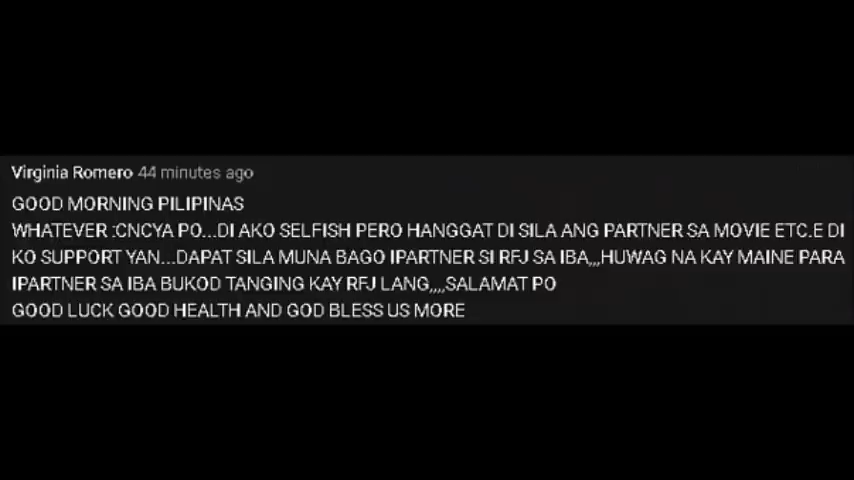 Virginia Romero 44 minutes ago
GOOD MORNING PILIPINAS
WHATEVER :CNCYA PO...DI AKO SELFISH PERO HANGGAT DI SILA ANG PARTNER SA MOVIE ETC.E DI
KO SUPPORT YAN...DAPAT SILA MUNA BAGO IPARTNER SI RFJ SA IBA,,,HUWAG NA KAY MAINE PARA
IPARTNER SA IBA BUKOD TANGING KAY RFJ LANG,,,,SALAMAT PO
GOOD LUCK GOOD HEALTH AND GOD BLESS US MORE